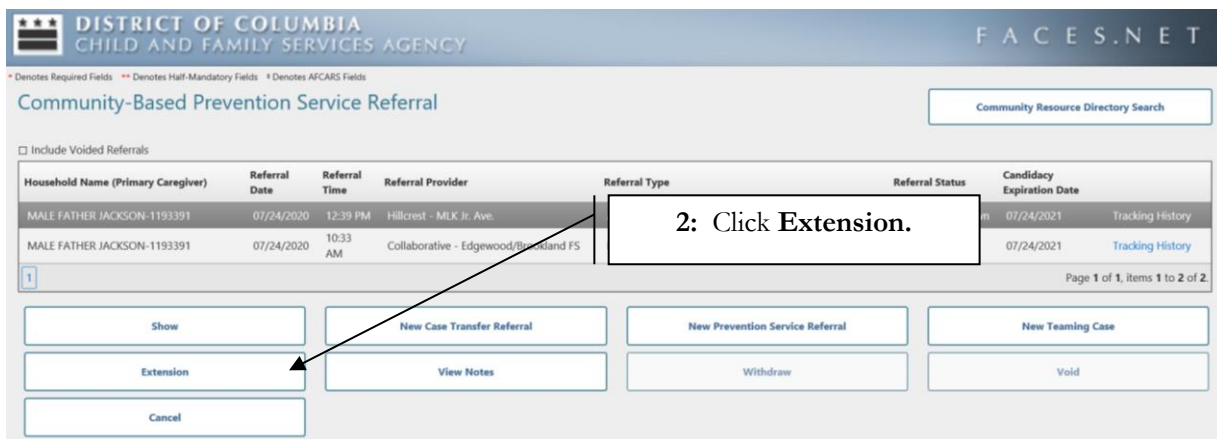 DISTRICT OF COLUMBIA
CHILD AND FAMILY SERVICES AGENCY
FACES.NET
* Denotes Required Fields ** Denotes Half-Mandatory Fields ‡ Denotes AFCARS Fields
Community-Based Prevention Service Referral
Community Resource Directory Search
Include Voided Referrals
Household Name (Primary Caregiver) Referral Date Referral Time Referral Provider Referral Type Referral Status Candidacy Expiration Date
MALE FATHER JACKSON-1193391 07/24/2020 12:39 PM Hillcrest - MLK Jr. Ave. 07/24/2021 Tracking History
MALE FATHER JACKSON-1193391 07/24/2020 10:33 AM Collaborative - Edgewood/Brookland FS 07/24/2021 Tracking History
2: Click Extension.
1 Page 1 of 1, items 1 to 2 of 2.
Show New Case Transfer Referral New Prevention Service Referral New Teaming Case
Extension View Notes Withdraw Void
Cancel